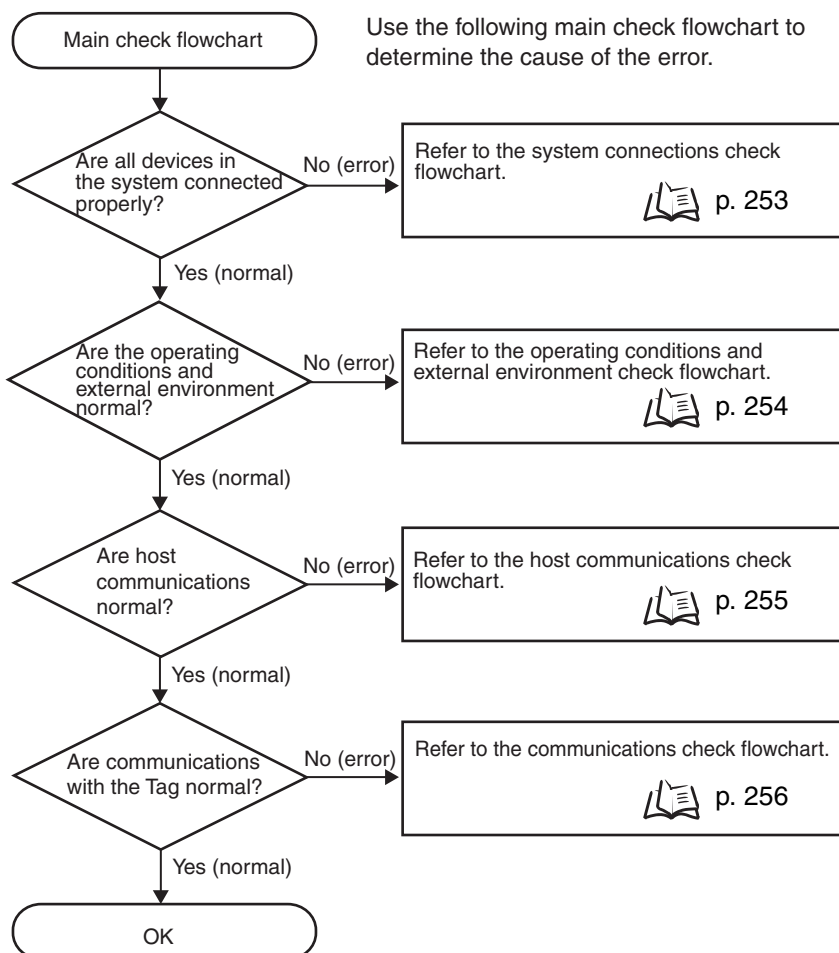 Main check flowchart
Use the following main check flowchart to
determine the cause of the error.
Are all devices in
the system connected
properly?
No (error)
Refer to the system connections check
flowchart.
p. 253
Yes (normal)
Are the operating
conditions and
external environment
normal?
No (error)
Refer to the operating conditions and
external environment check flowchart.
p. 254
Yes (normal)
Are host
communications
normal?
No (error)
Refer to the host communications check
flowchart.
p. 255
Yes (normal)
Are communications
with the Tag normal?
No (error)
Refer to the communications check flowchart.
p. 256
Yes (normal)
OK